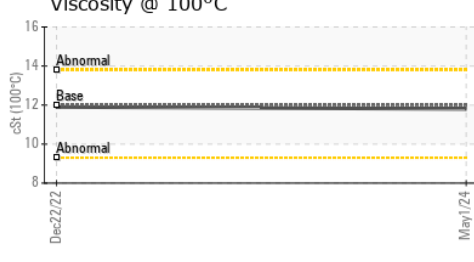 Viscosity @ 100°C
cSt (100°C)
16
14
12
10
8
Abnormal
Base
Abnormal
Dec22/22
May1/24